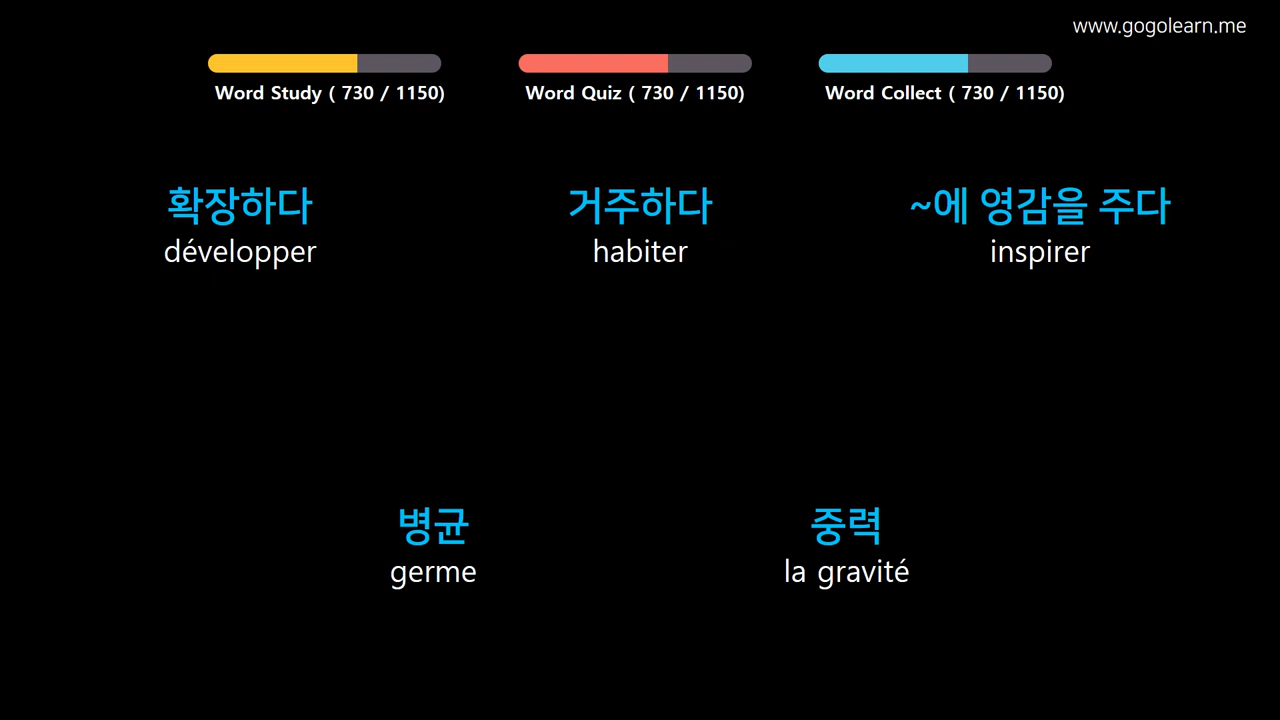 www.gogolearn.me
Word Study ( 730 / 1150)
Word Quiz ( 730 / 1150)
Word Collect ( 730 / 1150)
확장하다
développer
거주하다
habiter
~에 영감을 주다
inspirer
병균
germe
중력
la gravité